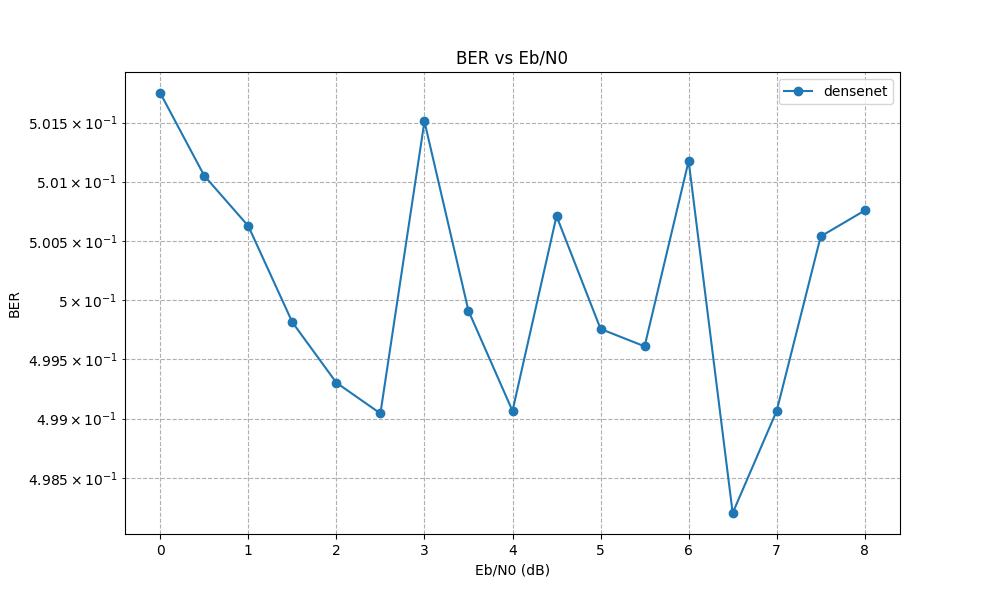 BER vs Eb/N0
densenet
5.015 × 10⁻¹
5.01 × 10⁻¹
5.005 × 10⁻¹
5 × 10⁻¹
4.995 × 10⁻¹
4.99 × 10⁻¹
4.985 × 10⁻¹
BER
0 1 2 3 4 5 6 7 8
Eb/N0 (dB)